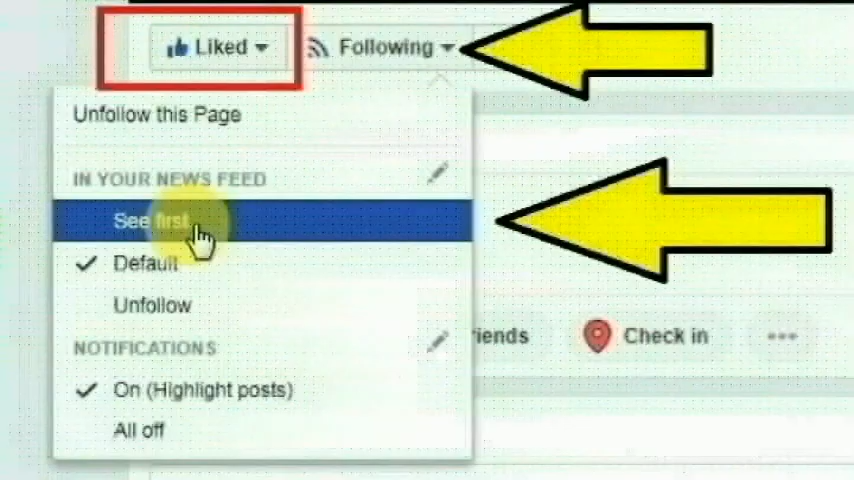 Liked Following
Unfollow this Page
IN YOUR NEWS FEED
See first
Default
Unfollow
riends Check in
NOTIFICATIONS
On (Highlight posts)
All off